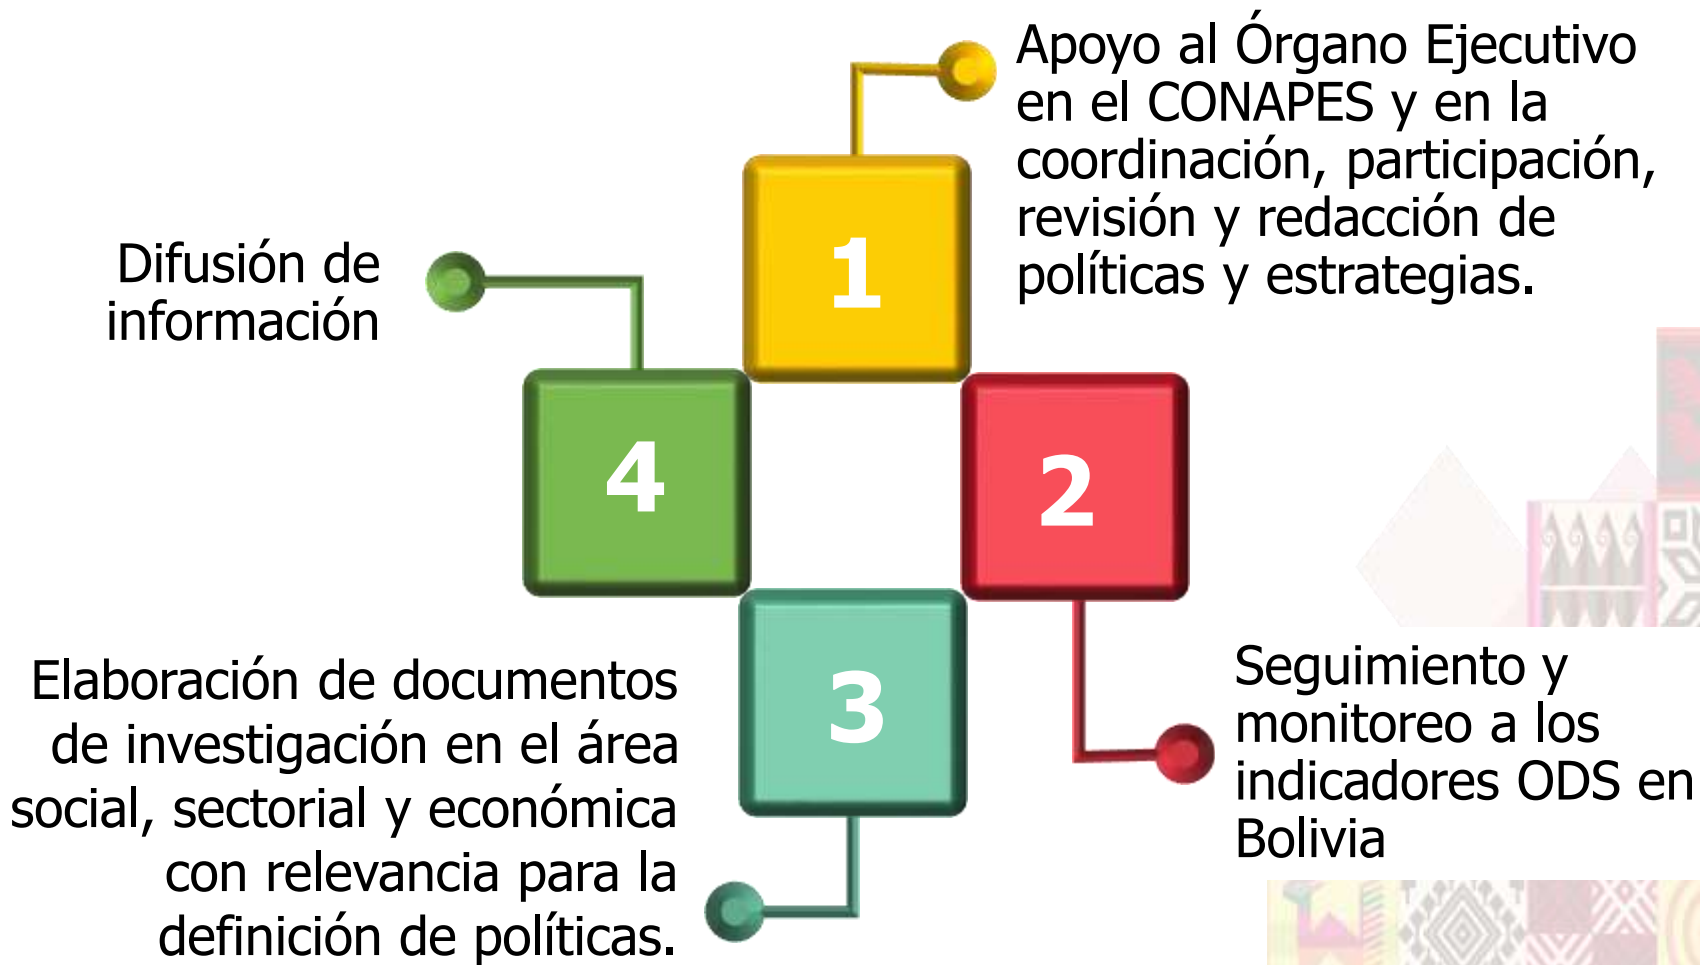 1
Apoyo al Órgano Ejecutivo
en el CONAPES y en la
coordinación, participación,
revisión y redacción de
políticas y estrategias.
2
Seguimiento y
monitoreo a los
indicadores ODS en
Bolivia
3
Elaboración de documentos
de investigación en el área
social, sectorial y económica
con relevancia para la
definición de políticas.
4
Difusión de
información